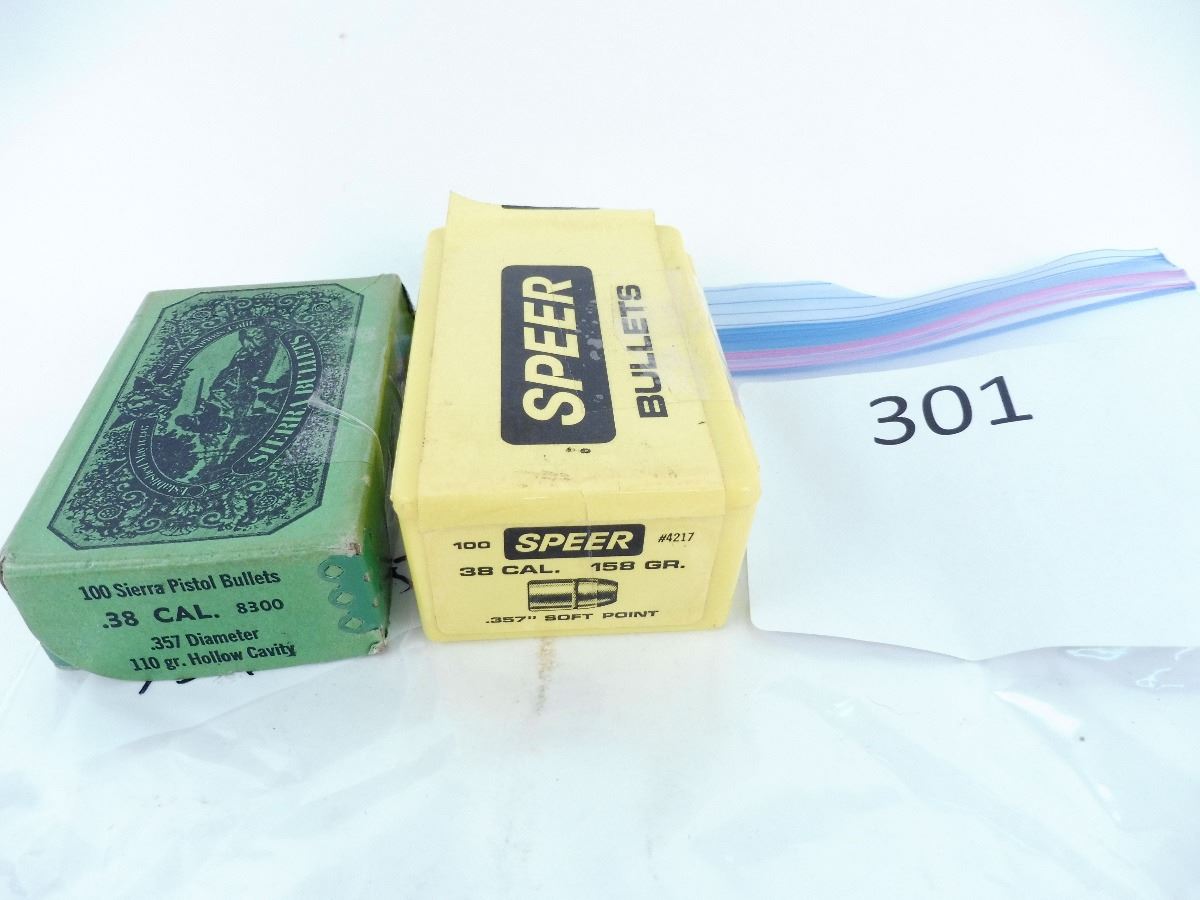 SIERRA BULLETS
100 Sierra Pistol Bullets
.38 CAL. 8300
.357 Diameter
110 gr. Hollow Cavity
SPEER
BULLETS
100 SPEER #4217
38 CAL. 158 GR.
.357" SOFT POINT
301